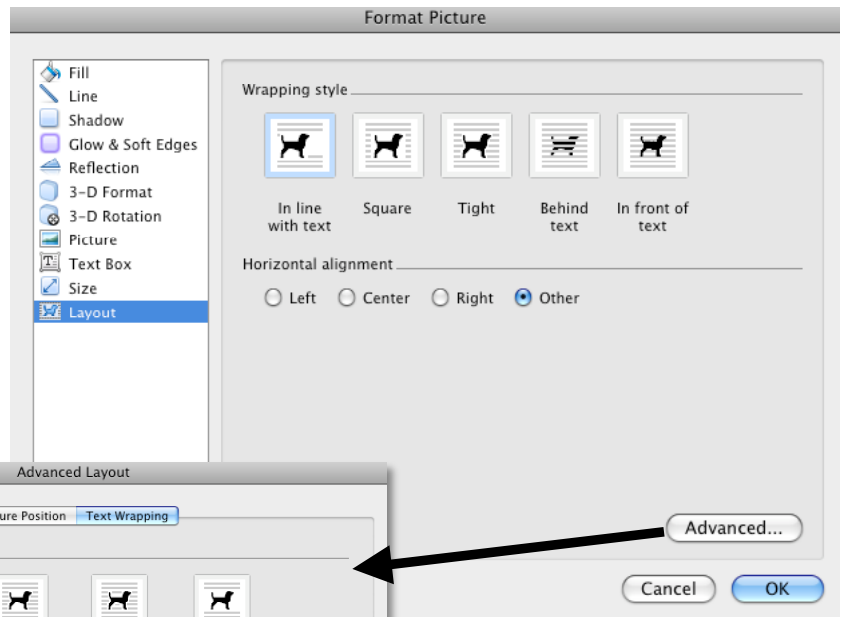 Format Picture
Fill
Line
Shadow
Glow & Soft Edges
Reflection
3-D Format
3-D Rotation
Picture
Text Box
Size
Layout
Wrapping style
In line with text
Square
Tight
Behind text
In front of text
Horizontal alignment
Left
Center
Right
Other
Advanced...
Cancel
OK
Advanced Layout
ure Position
Text Wrapping